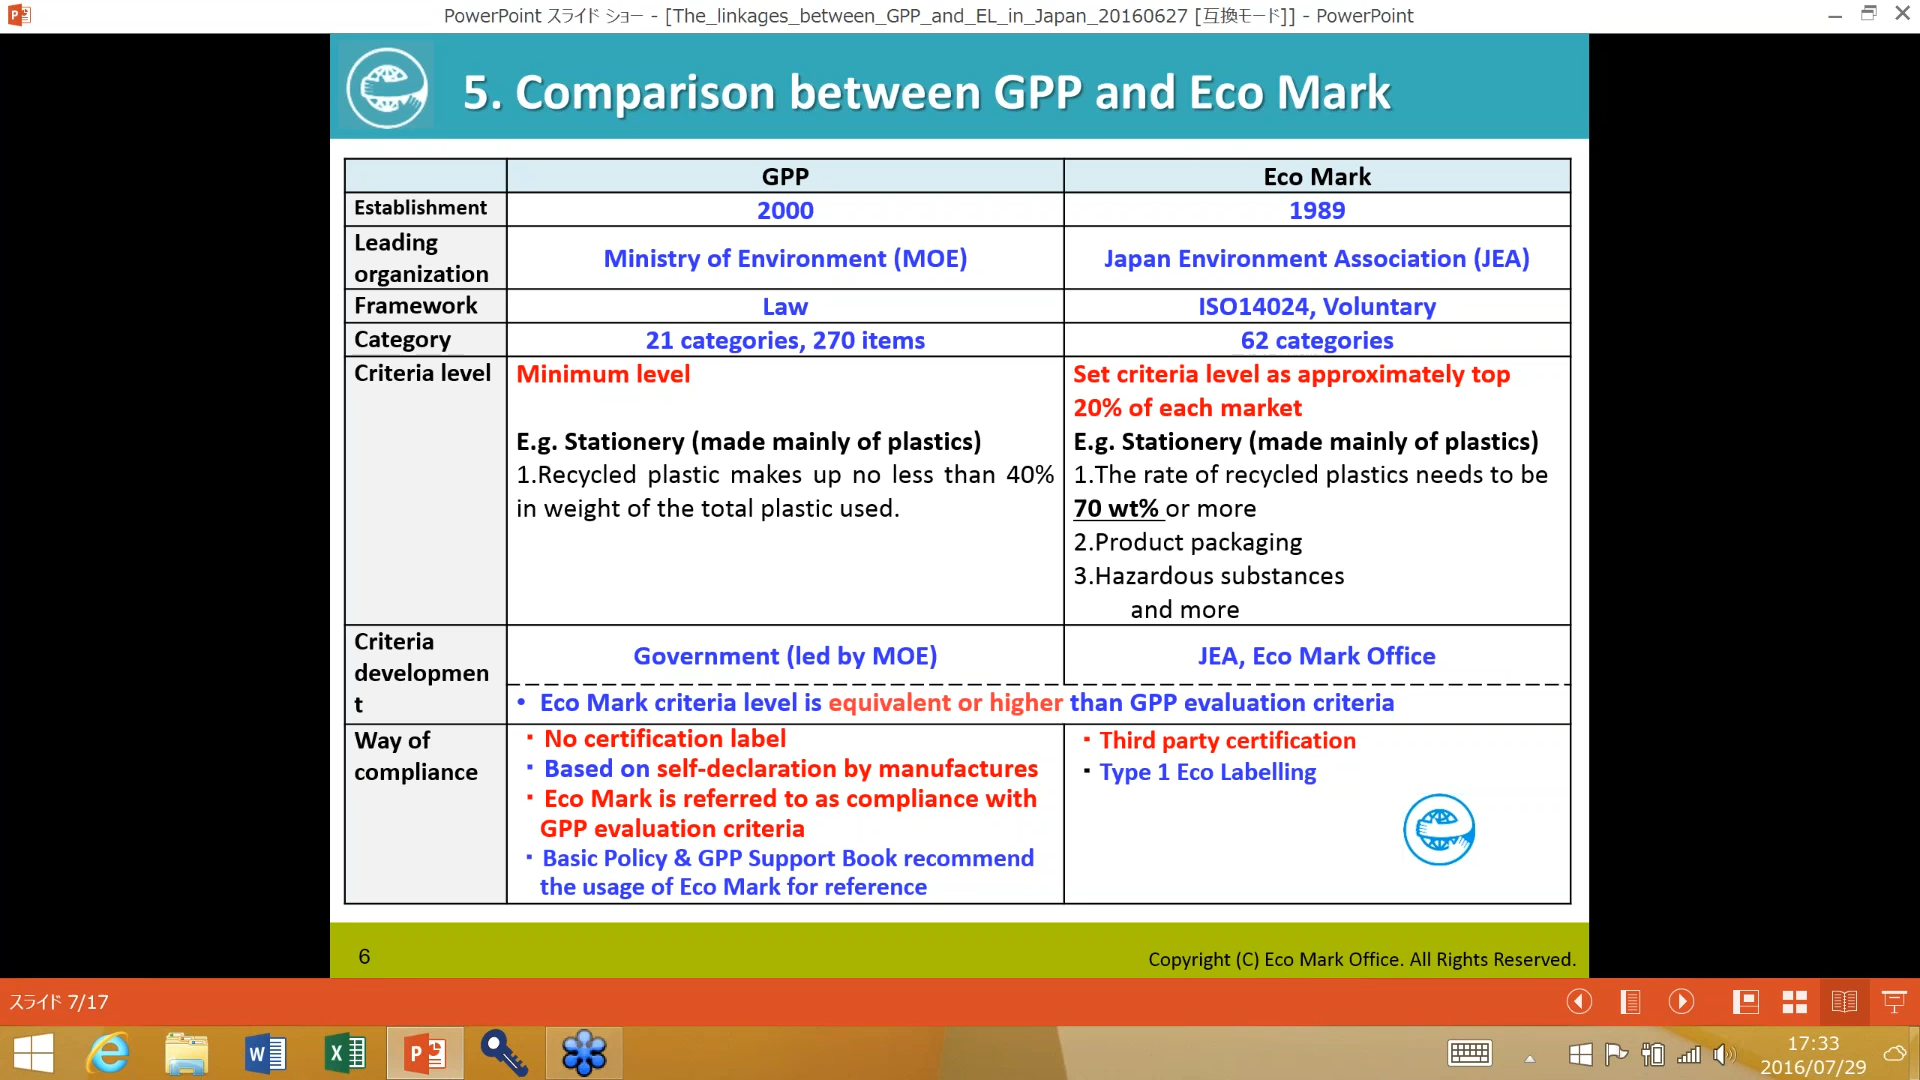 PowerPoint スライド ショー - [The_linkages_between_GPP_and_EL_in_Japan_20160627 [互換モード]] - PowerPoint
5. Comparison between GPP and Eco Mark
GPP
Eco Mark
Establishment
2000
1989
Leading
organization
Ministry of Environment (MOE)
Japan Environment Association (JEA)
Framework
Law
ISO14024, Voluntary
Category
21 categories, 270 items
62 categories
Criteria level
Minimum level
E.g. Stationery (made mainly of plastics)
1.Recycled plastic makes up no less than 40%
in weight of the total plastic used.
Set criteria level as approximately top
20% of each market
E.g. Stationery (made mainly of plastics)
1.The rate of recycled plastics needs to be
70 wt% or more
2.Product packaging
3.Hazardous substances
and more
Criteria
developmen
t
Government (led by MOE)
JEA, Eco Mark Office
• Eco Mark criteria level is equivalent or higher than GPP evaluation criteria
Way of
compliance
・No certification label
・Based on self-declaration by manufactures
・Eco Mark is referred to as compliance with
GPP evaluation criteria
・Basic Policy & GPP Support Book recommend
the usage of Eco Mark for reference
・Third party certification
・Type 1 Eco Labelling
6
Copyright (C) Eco Mark Office. All Rights Reserved.
スライド 7/17
17:33
2016/07/29